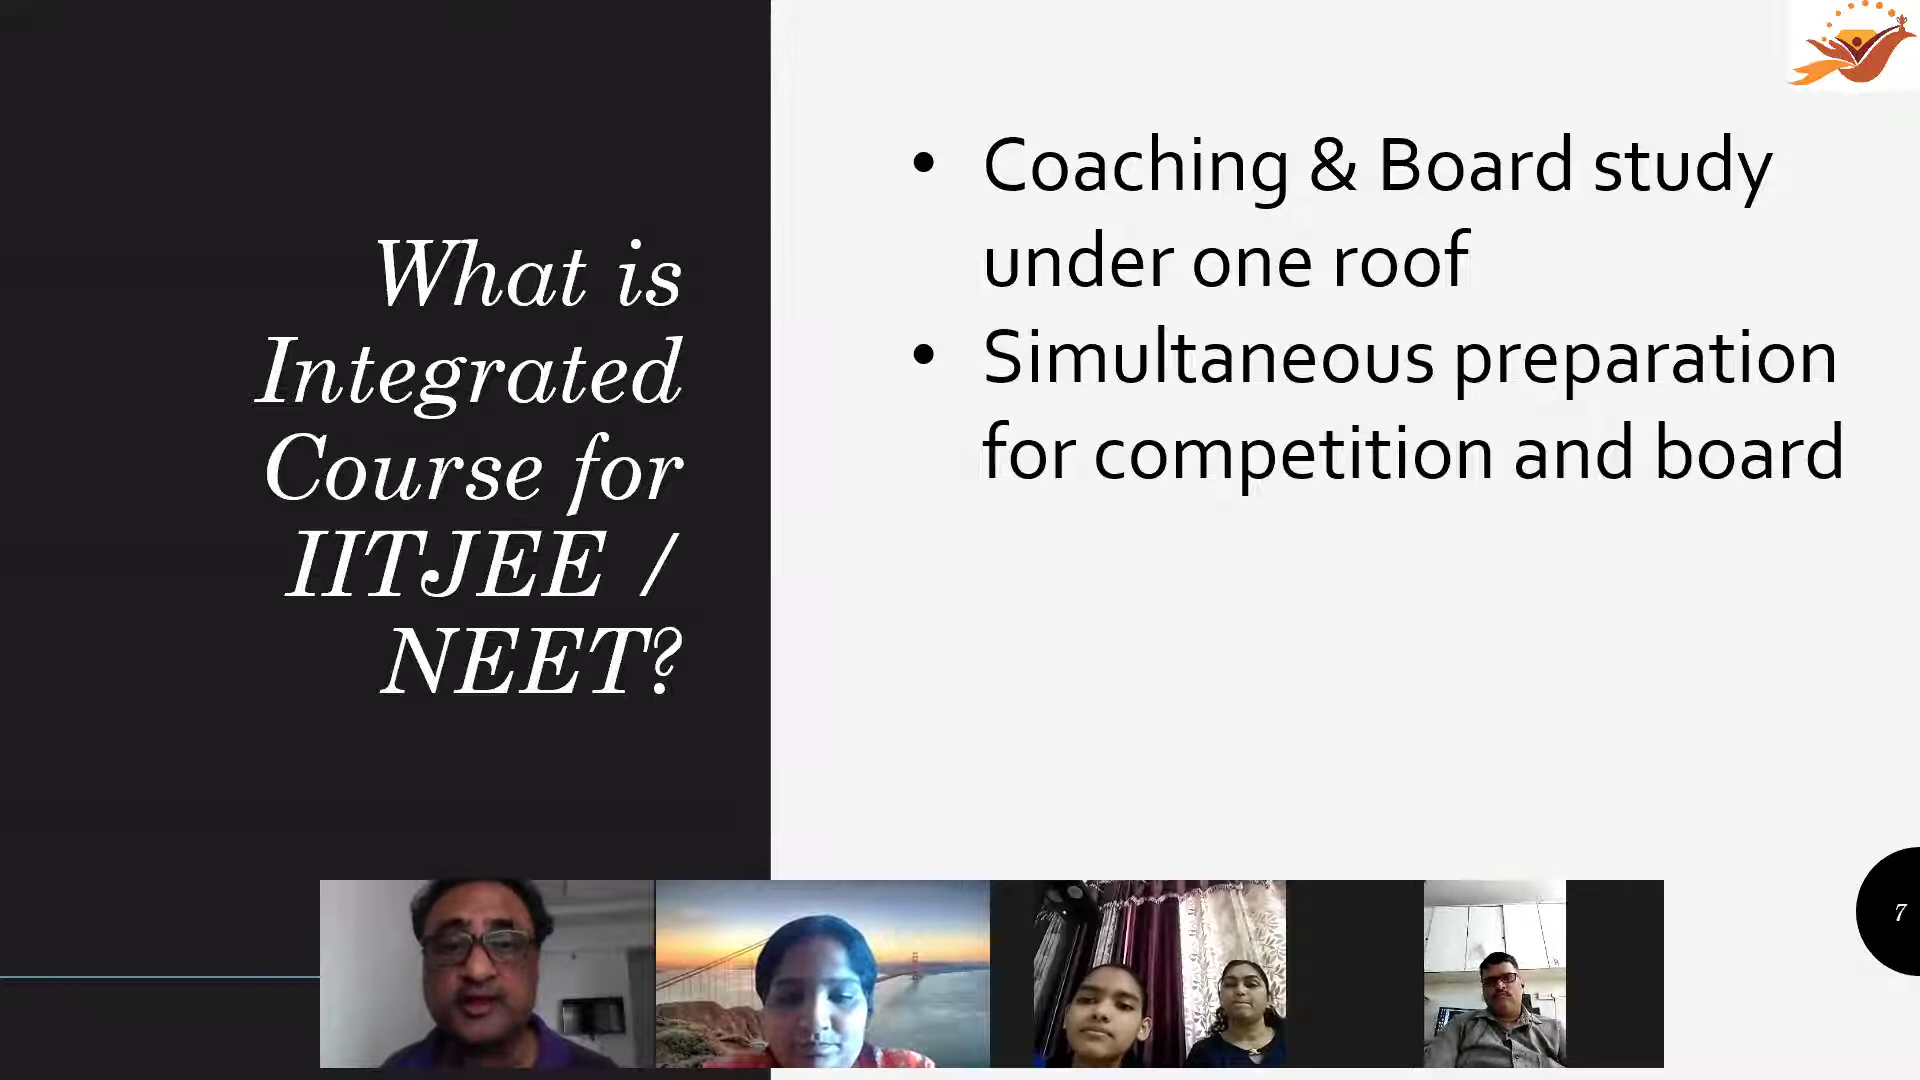 What is
Integrated
Course for
IITJEE /
NEET?
• Coaching & Board study
under one roof
• Simultaneous preparation
for competition and board
7